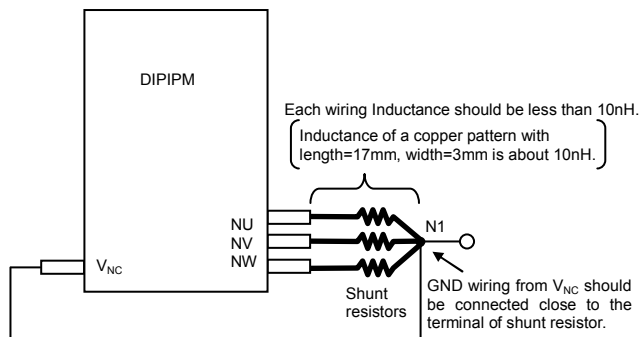 DIPIPM
Each wiring Inductance should be less than 10nH.
Inductance of a copper pattern with
length=17mm, width=3mm is about 10nH.
NU
NV
NW
N1
VNC
Shunt
resistors
GND wiring from VNC should
be connected close to the
terminal of shunt resistor.